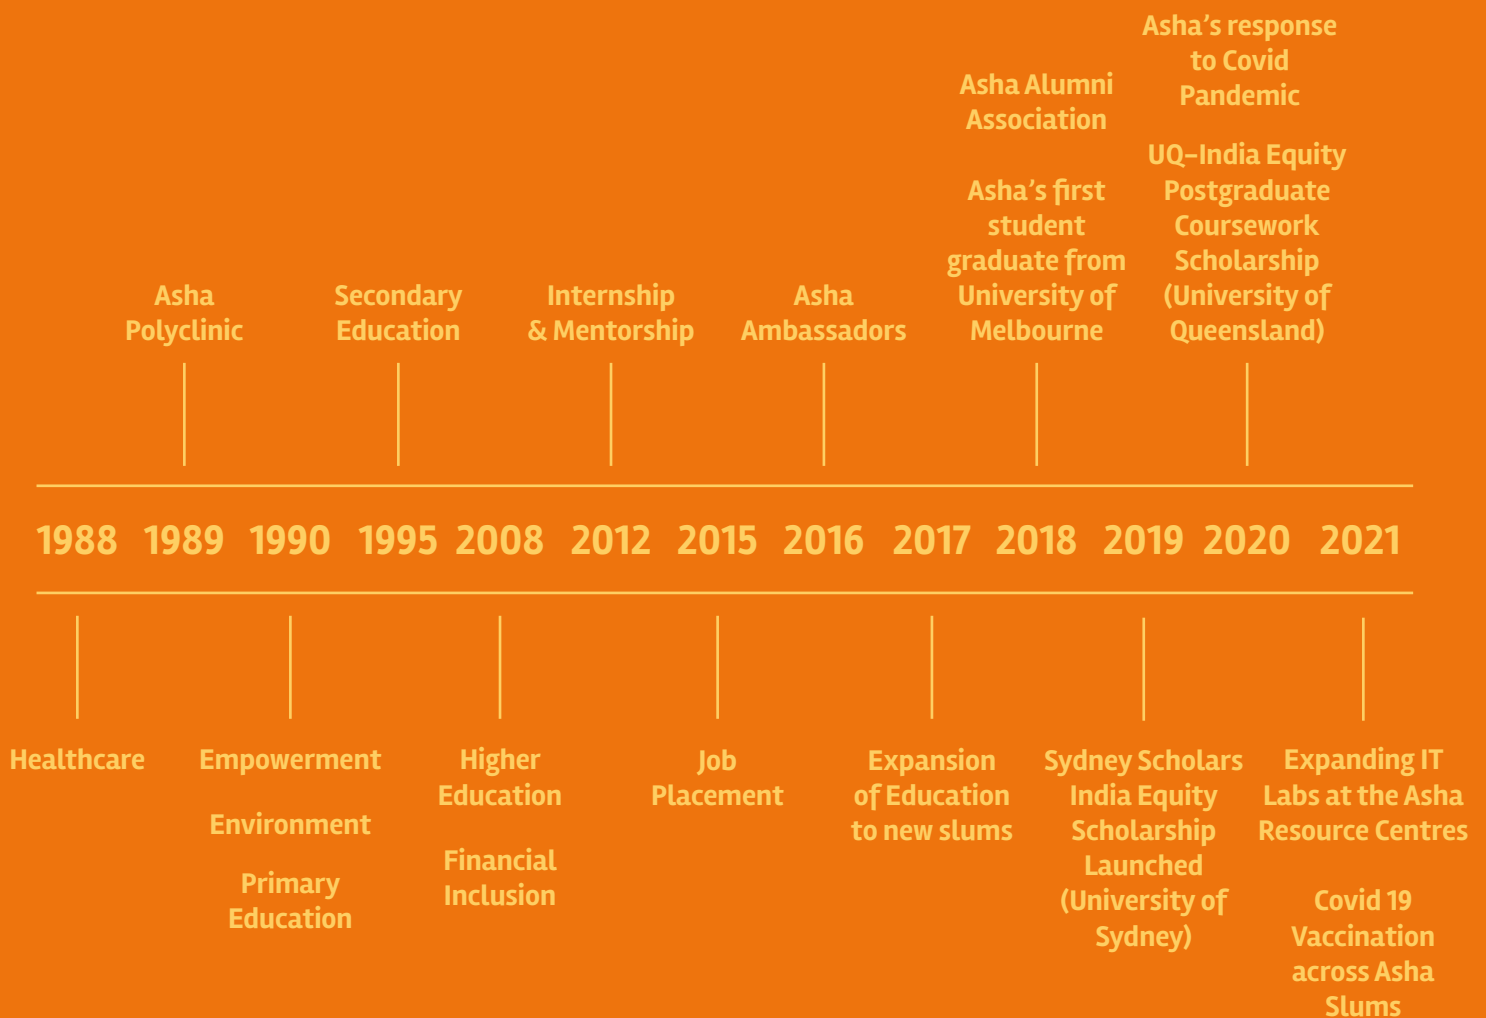 Asha
Polyclinic
Secondary
Education
Internship
& Mentorship
Asha
Ambassadors
Asha Alumni
Association
Asha's first
student
graduate from
University of
Melbourne
Asha's response
to Covid
Pandemic
UQ–India Equity
Postgraduate
Coursework
Scholarship
(University of
Queensland)
1988 1989 1990 1995 2008 2012 2015 2016 2017 2018 2019 2020 2021
Healthcare
Empowerment
Environment
Primary
Education
Higher
Education
Financial
Inclusion
Job
Placement
Expansion
of Education
to new slums
Sydney Scholars
India Equity
Scholarship
Launched
(University of
Sydney)
Expanding IT
Labs at the Asha
Resource Centres
Covid 19
Vaccination
across Asha
Slums